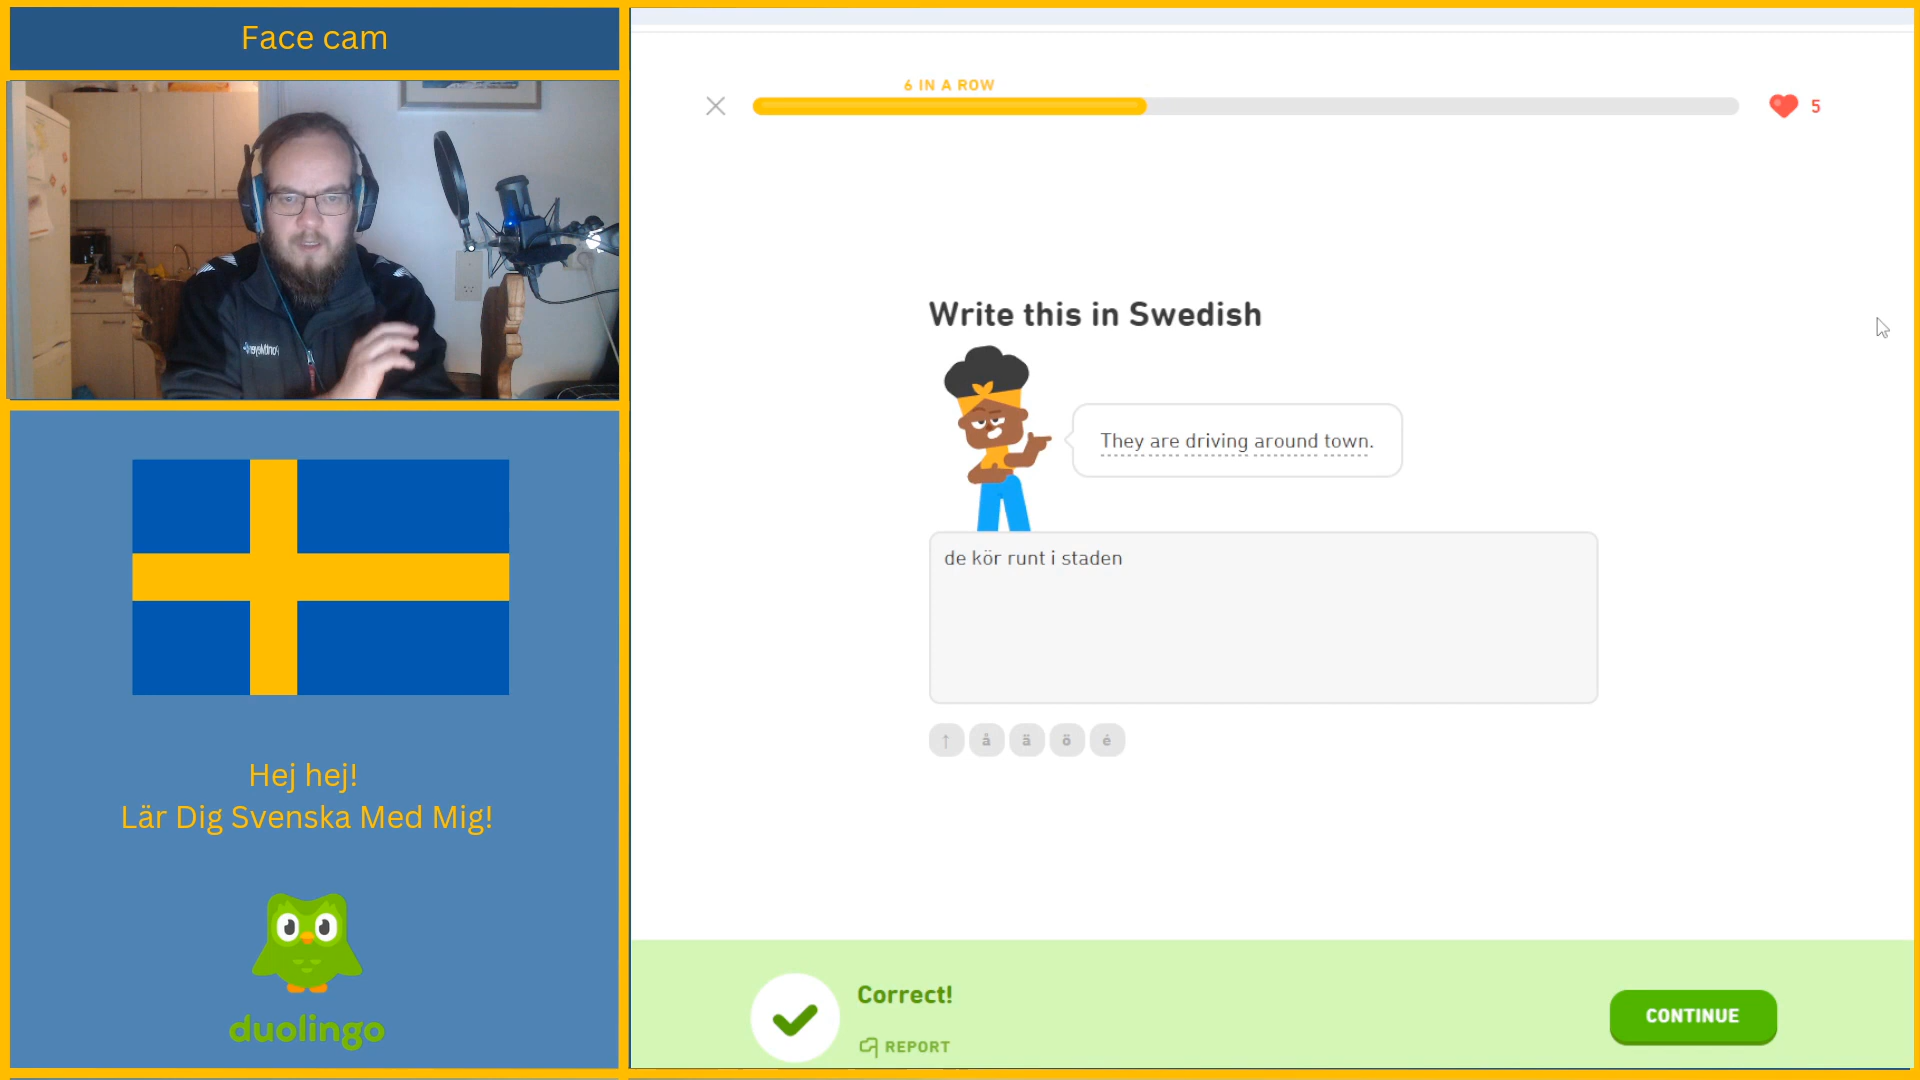 Face cam
6 IN A ROW
5
Write this in Swedish
They are driving around town.
de kör runt i staden
↑ å ä ö é
Hej hej!
Lär Dig Svenska Med Mig!
duolingo
Correct!
REPORT
CONTINUE